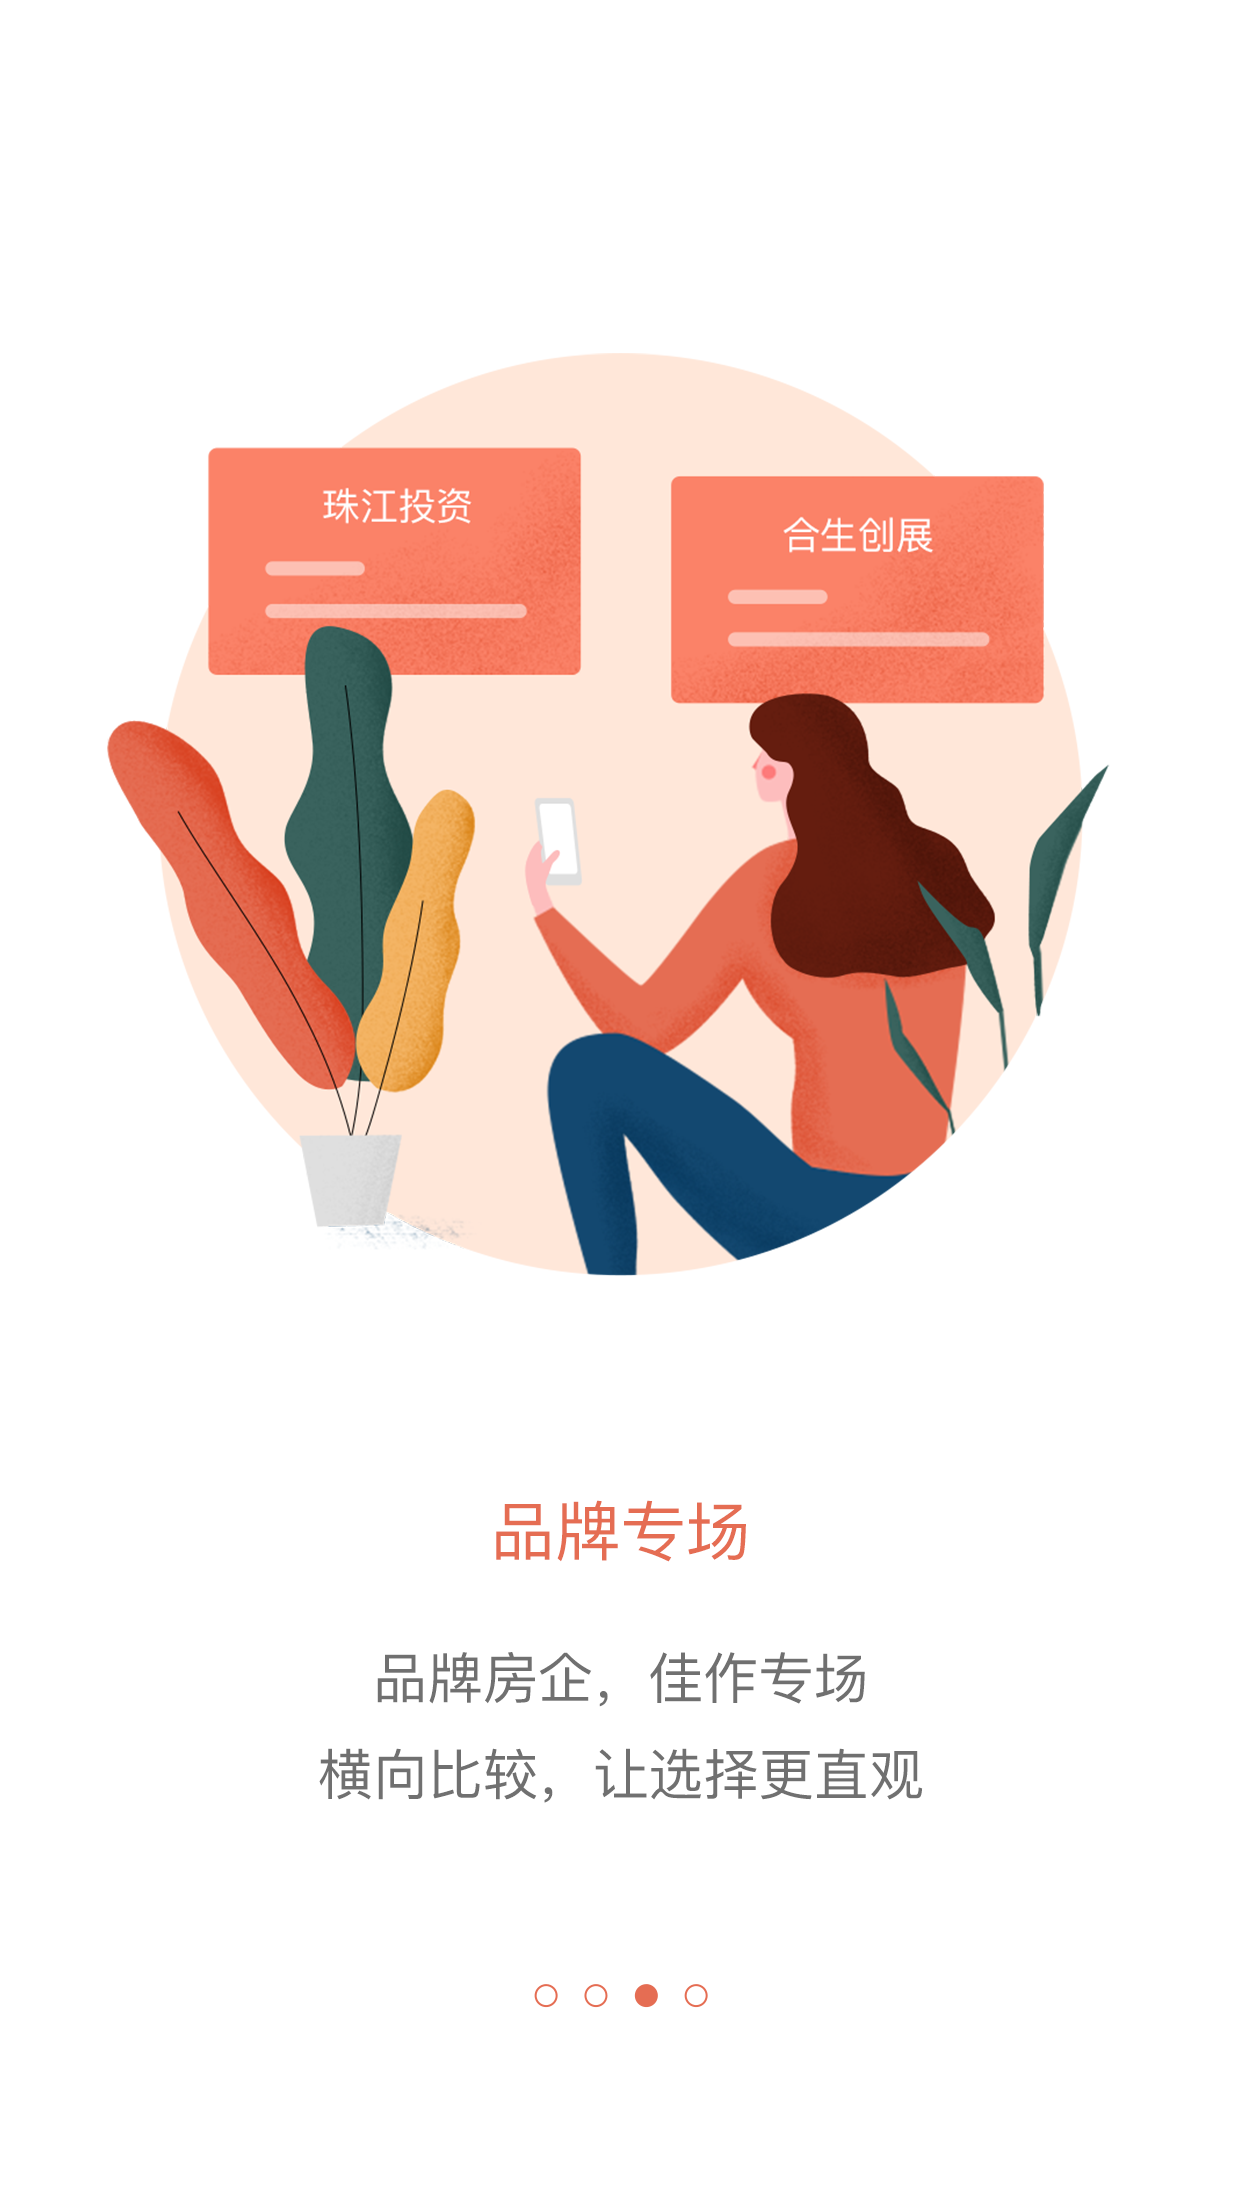 珠江投资
合生创展
品牌专场
品牌房企，佳作专场
横向比较，让选择更直观